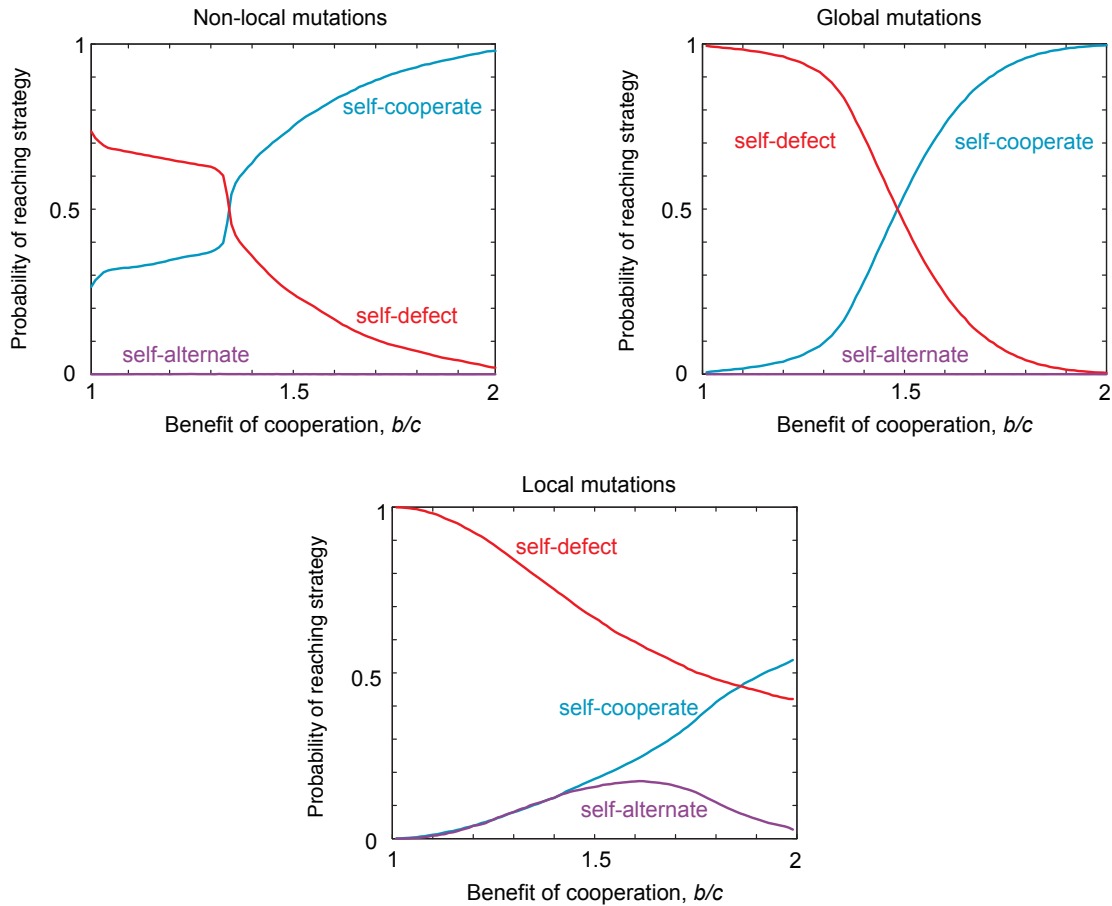 Non-local mutations
Probability of reaching strategy
1
0.5
0
self-cooperate
self-defect
self-alternate
1
1.5
2
Benefit of cooperation, b/c
Global mutations
Probability of reaching strategy
1
0.5
0
self-defect
self-cooperate
self-alternate
1
1.5
2
Benefit of cooperation, b/c
Local mutations
Probability of reaching strategy
1
0.5
0
self-defect
self-cooperate
self-alternate
1
1.5
2
Benefit of cooperation, b/c